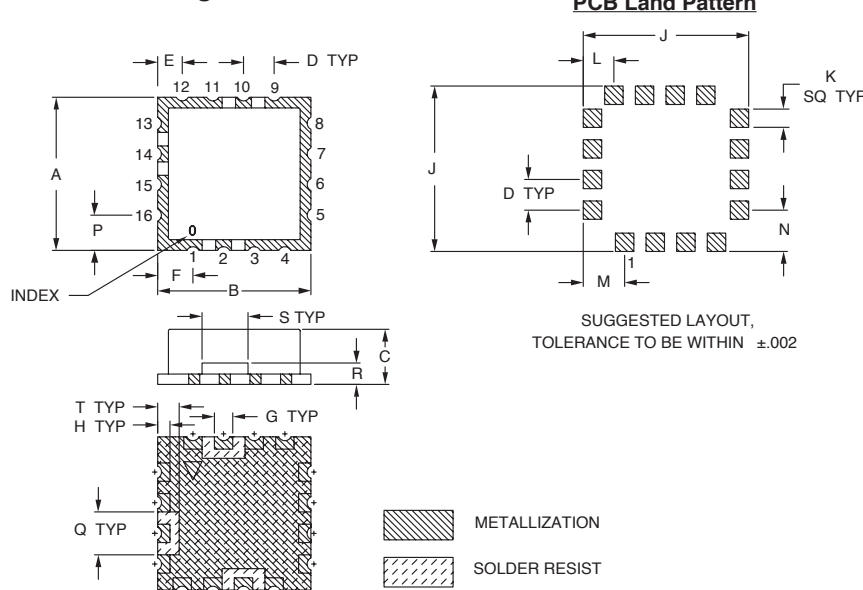 PCB Land Pattern
E
D TYP
12 11 10 9
13
14
15
16
8
7
6
5
A
P
0
1 2 3 4
F
B
INDEX
J
L
K
SQ TYP
J
D TYP
N
1
M
SUGGESTED LAYOUT,
TOLERANCE TO BE WITHIN ±.002
S TYP
C
R
T TYP
H TYP
G TYP
Q TYP
METALLIZATION
SOLDER RESIST